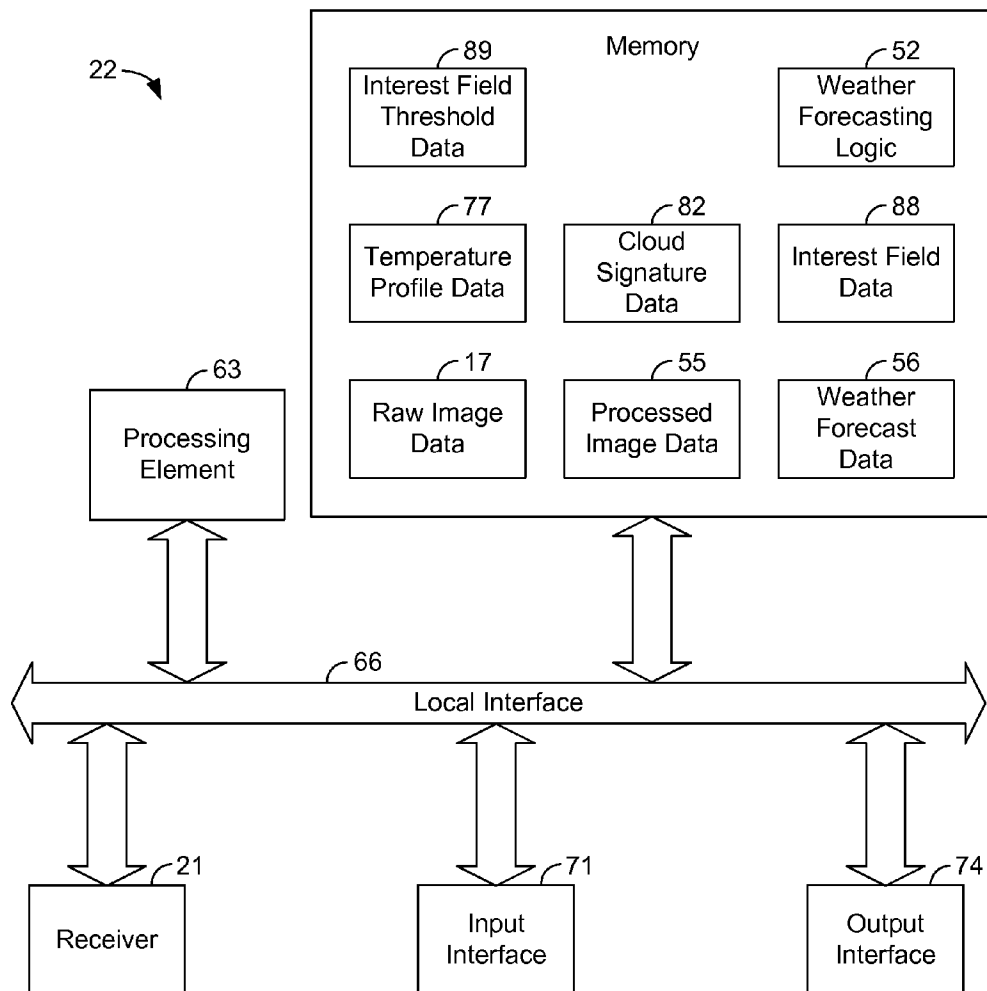 22
Memory
89
Interest Field
Threshold
Data
52
Weather
Forecasting
Logic
77
Temperature
Profile Data
82
Cloud
Signature
Data
88
Interest Field
Data
17
Raw Image
Data
55
Processed
Image Data
56
Weather
Forecast
Data
63
Processing
Element
66
Local Interface
21
Receiver
71
Input
Interface
74
Output
Interface